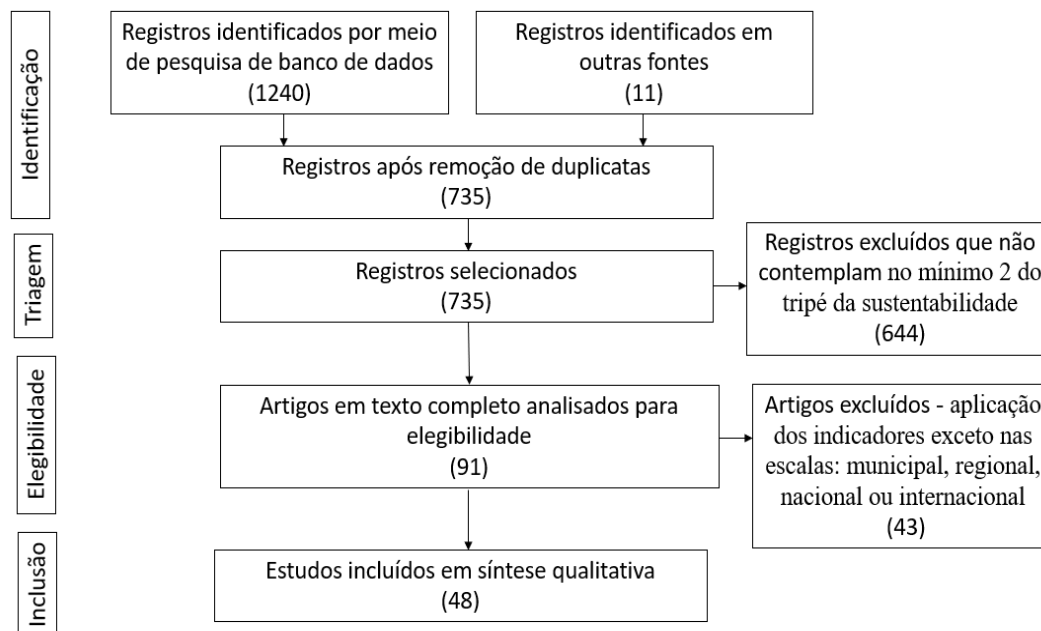 Identificação
Registros identificados por meio
de pesquisa de banco de dados
(1240)
Registros identificados em
outras fontes
(11)
Registros após remoção de duplicatas
(735)
Triagem
Registros selecionados
(735)
Registros excluídos que não
contemplam no mínimo 2 do
tripé da sustentabilidade
(644)
Elegibilidade
Artigos em texto completo analisados para
elegibilidade
(91)
Artigos excluídos - aplicação
dos indicadores exceto nas
escalas: municipal, regional,
nacional ou internacional
(43)
Inclusão
Estudos incluídos em síntese qualitativa
(48)